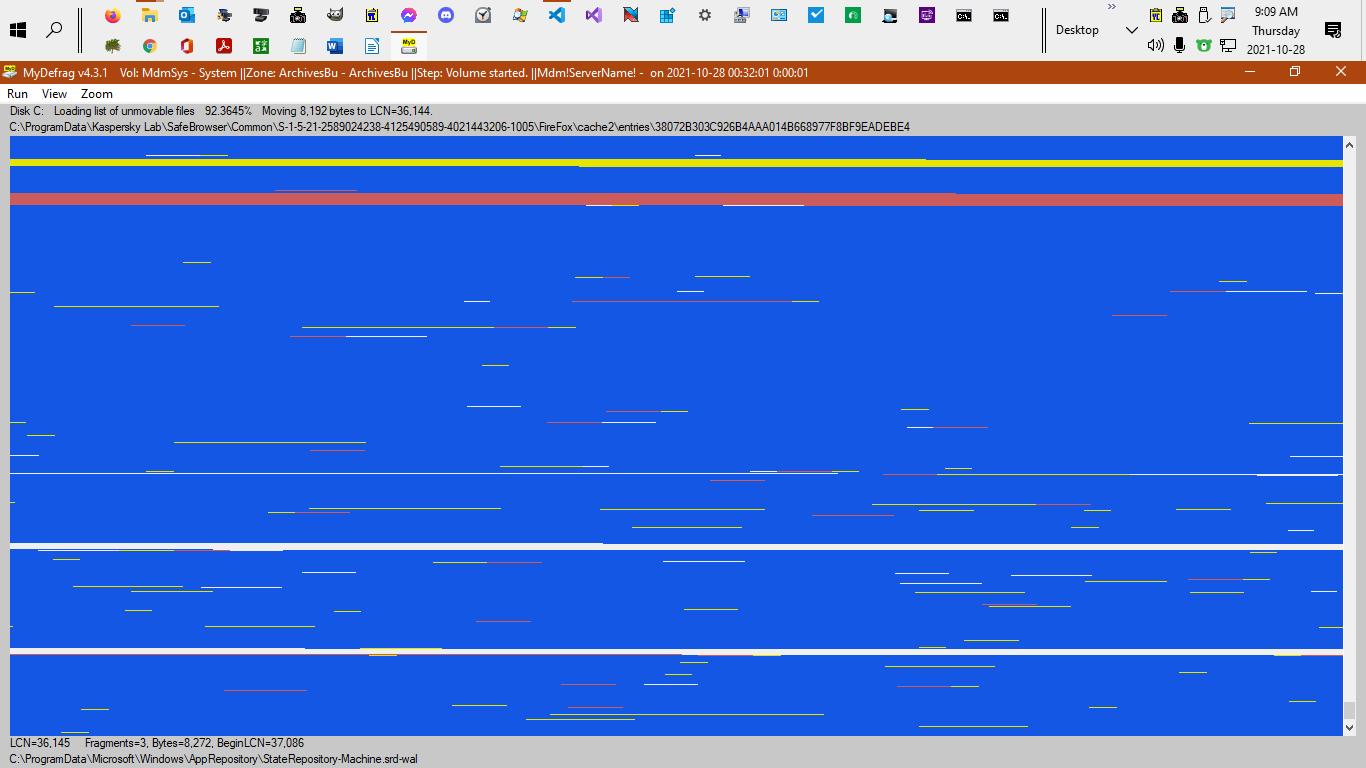 9:09 AM
Desktop
Thursday
2021-10-28
MyD
MyDefrag v4.3.1 Vol: MdmSys - System ||Zone: ArchivesBu - ArchivesBu ||Step: Volume started. ||Mdm!ServerName! - on 2021-10-28 00:32:01 0:00:01
Run View Zoom
Disk C: Loading list of unmovable files 92.3645% Moving 8,192 bytes to LCN=36,144.
C:\ProgramData\Kaspersky Lab\SafeBrowser\Common\S-1-5-21-2589024238-4125490589-4021443206-1005\FireFox\cache2\entries\38072B303C926B4AAA014B668977F8BF9EADEBE4
LCN=36,145 Fragments=3, Bytes=8,272, BeginLCN=37,086
C:\ProgramData\Microsoft\Windows\AppRepository\StateRepository-Machine.srd-wal